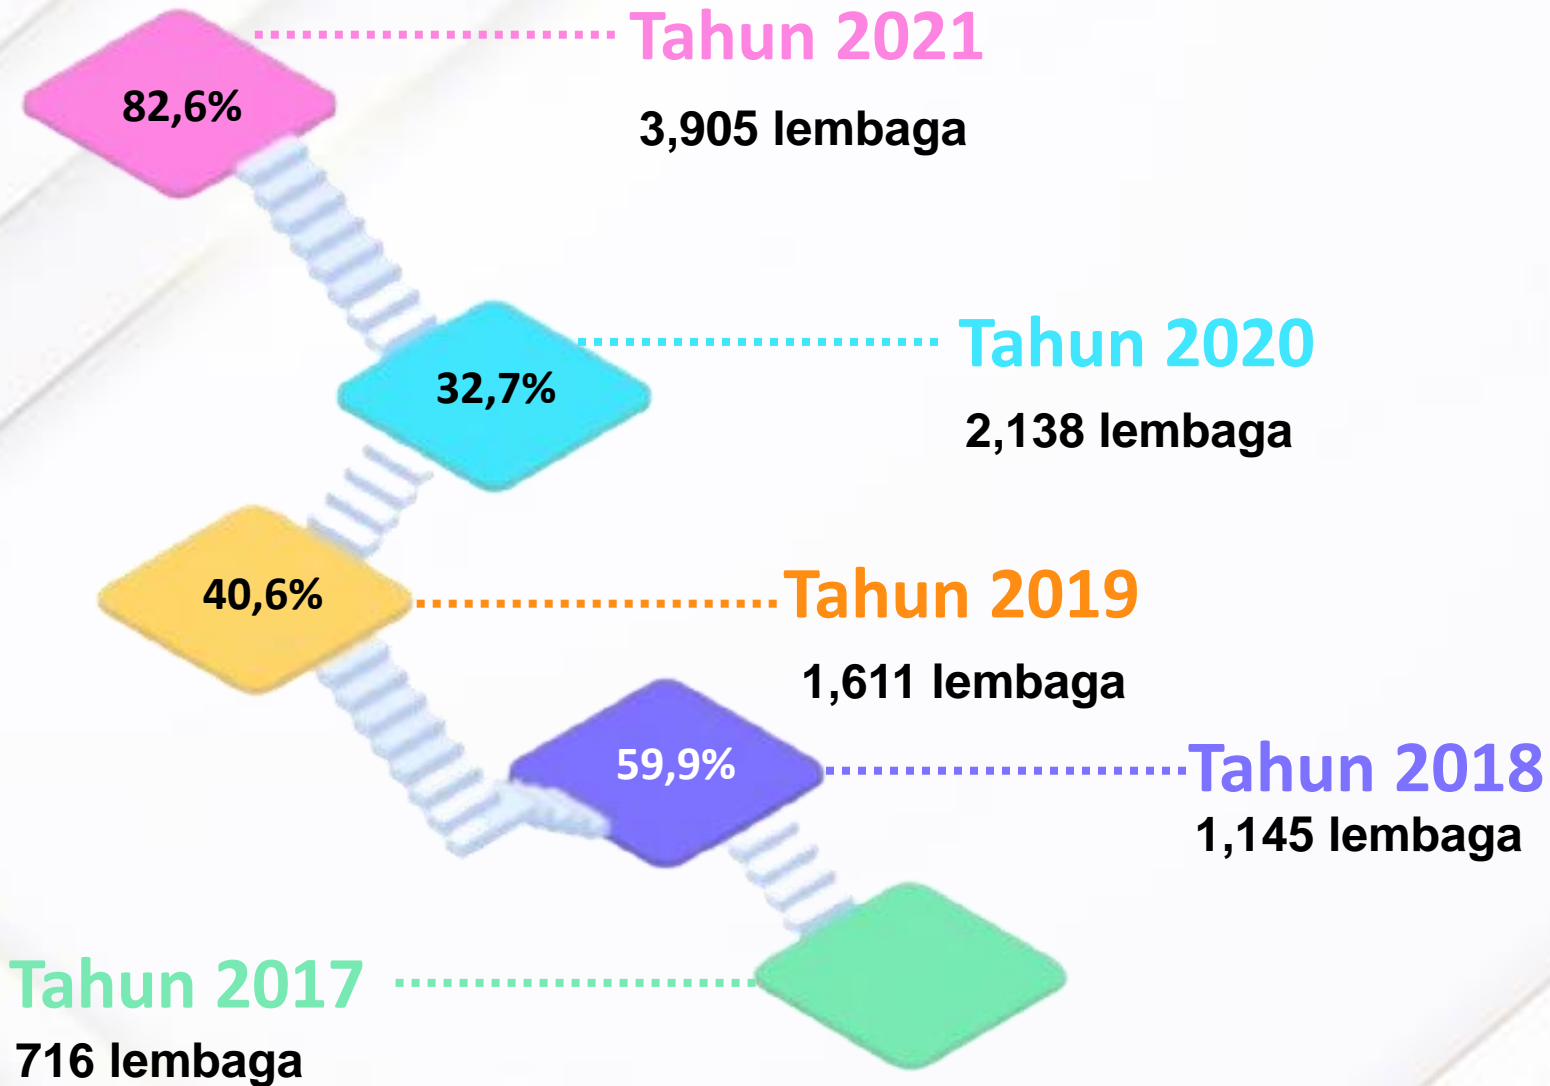 Tahun 2021
82,6%
3,905 lembaga
Tahun 2020
32,7%
2,138 lembaga
Tahun 2019
40,6%
1,611 lembaga
Tahun 2018
59,9%
1,145 lembaga
Tahun 2017
716 lembaga